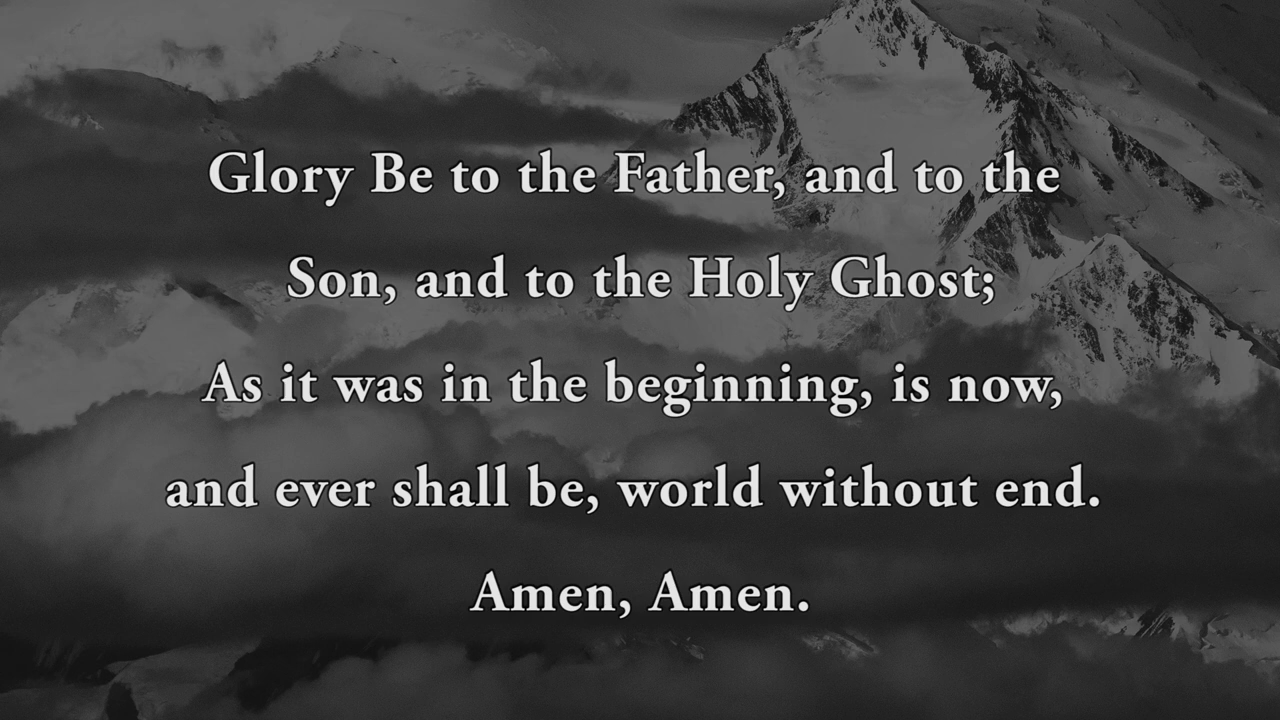 Glory Be to the Father, and to the
Son, and to the Holy Ghost;
As it was in the beginning, is now,
and ever shall be, world without end.
Amen, Amen.